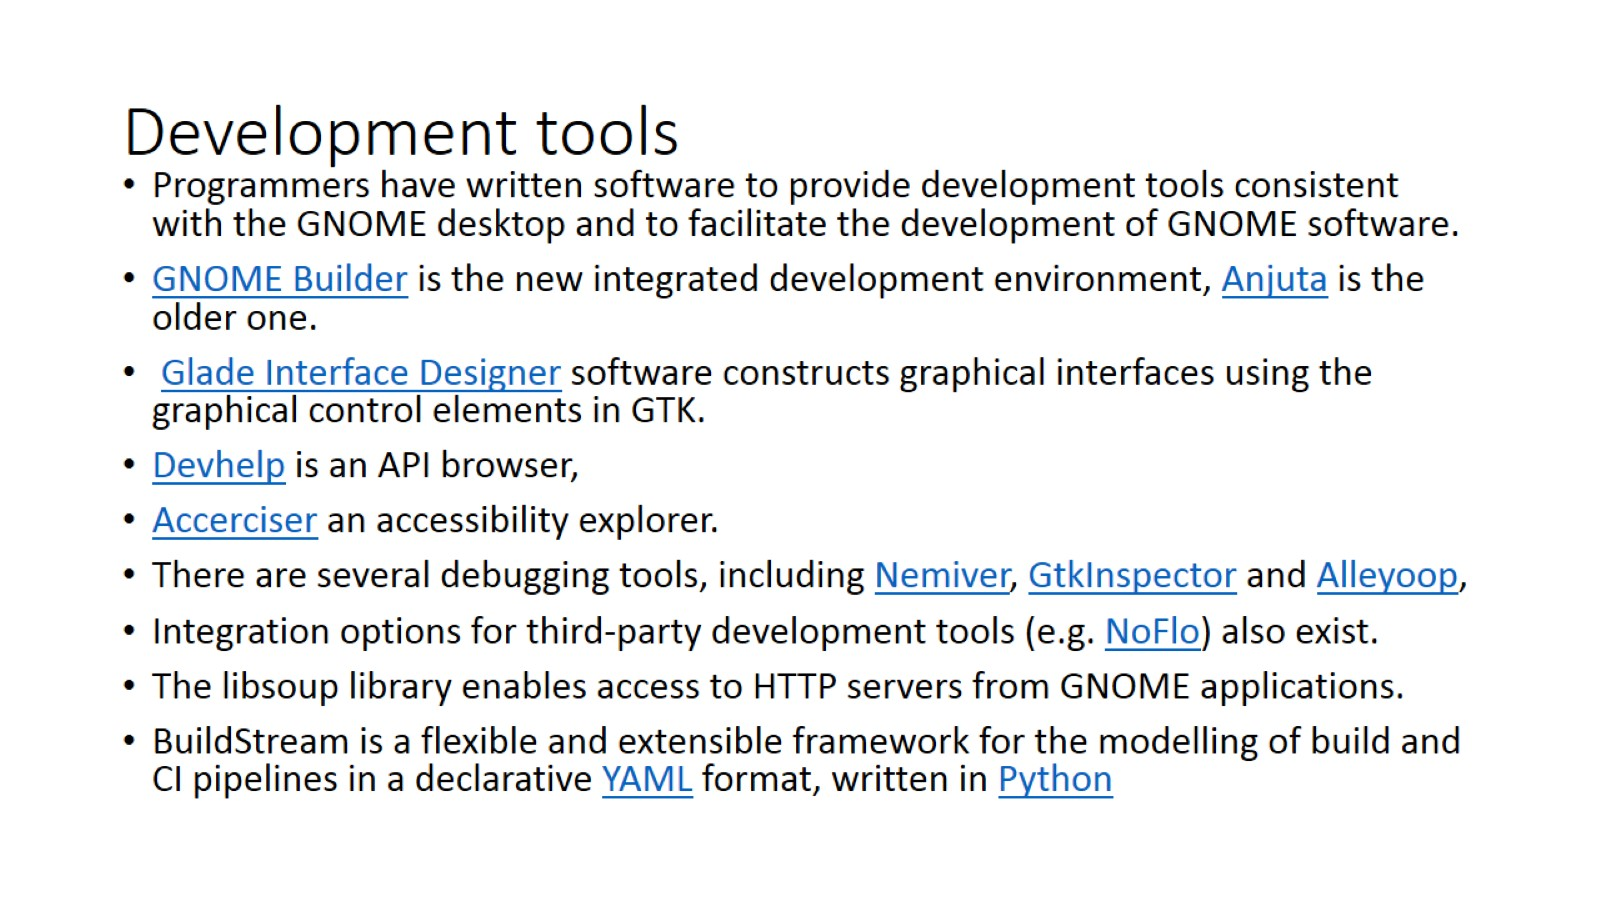 Development tools
• Programmers have written software to provide development tools consistent
with the GNOME desktop and to facilitate the development of GNOME software.
• GNOME Builder is the new integrated development environment, Anjuta is the
older one.
• Glade Interface Designer software constructs graphical interfaces using the
graphical control elements in GTK.
• Devhelp is an API browser,
• Accerciser an accessibility explorer.
• There are several debugging tools, including Nemiver, GtkInspector and Alleyoop,
• Integration options for third-party development tools (e.g. NoFlo) also exist.
• The libsoup library enables access to HTTP servers from GNOME applications.
• BuildStream is a flexible and extensible framework for the modelling of build and
CI pipelines in a declarative YAML format, written in Python